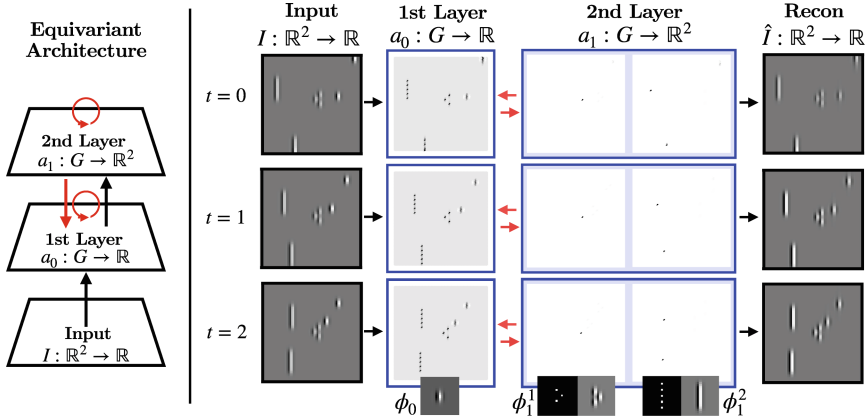 Equivariant
Architecture
2nd Layer
a₁ : G → ℝ²
1st Layer
a₀ : G → ℝ
Input
I : ℝ² → ℝ
Input
I : ℝ² → ℝ
1st Layer
a₀ : G → ℝ
2nd Layer
a₁ : G → ℝ²
Recon
Î : ℝ² → ℝ
t = 0
t = 1
t = 2
ϕ₀
ϕ₁¹
ϕ₁²